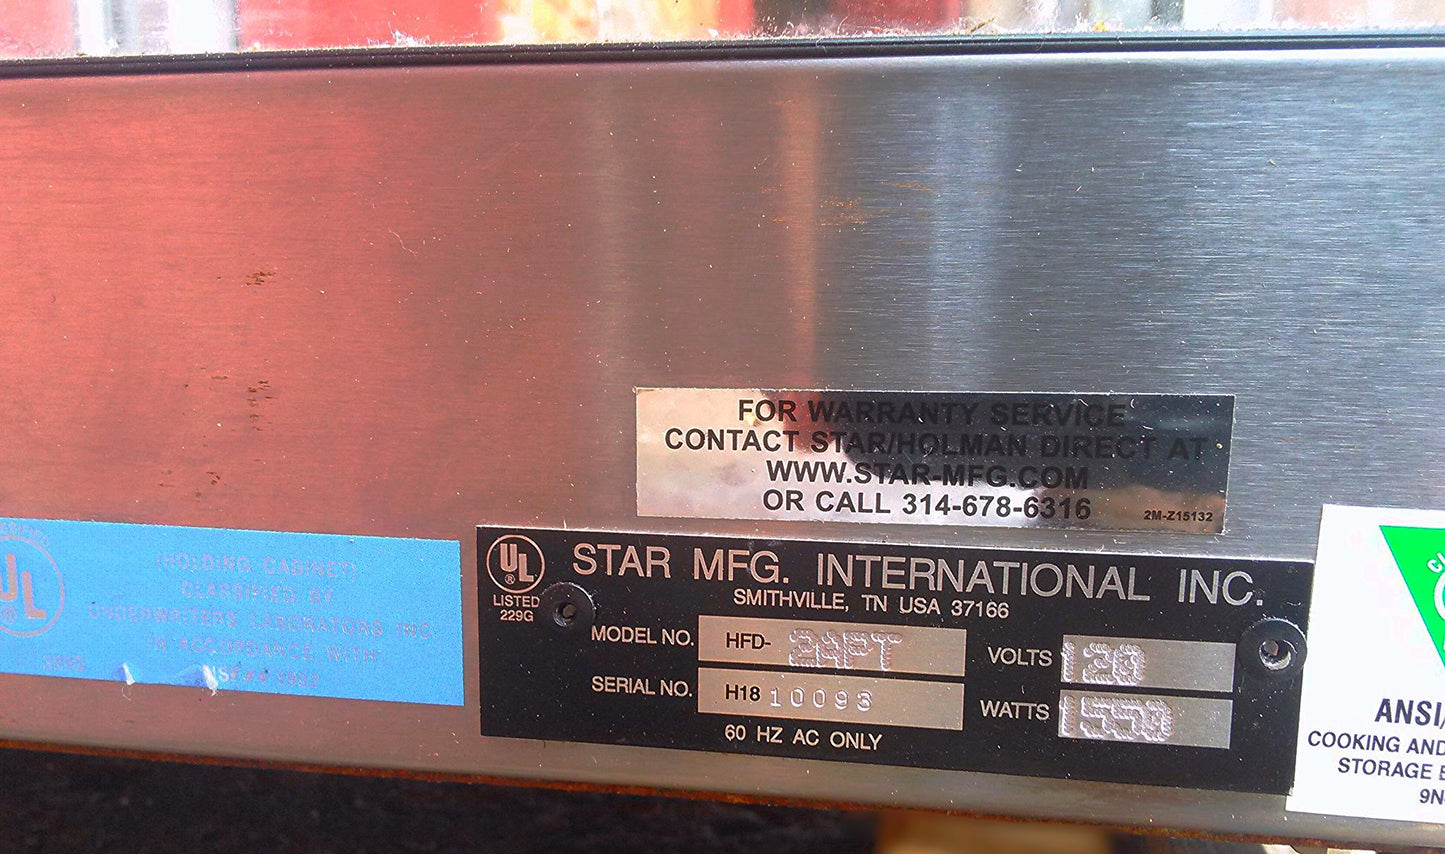 FOR WARRANTY SERVICE
CONTACT STAR/HOLMAN DIRECT AT
WWW.STAR-MFG.COM
OR CALL 314-678-6316
2M-Z15132
UL
(HOLDING CABINET)
CLASSIFIED BY
UNDERWRITERS LABORATORIES INC.
IN ACCORDANCE WITH
UL
®
LISTED
229G
STAR MFG. INTERNATIONAL INC.
SMITHVILLE, TN USA 37166
MODEL NO. HFD- 2APT
SERIAL NO. H18 10093
VOLTS 120
WATTS 1550
60 HZ AC ONLY
ANSI/
COOKING AND
STORAGE